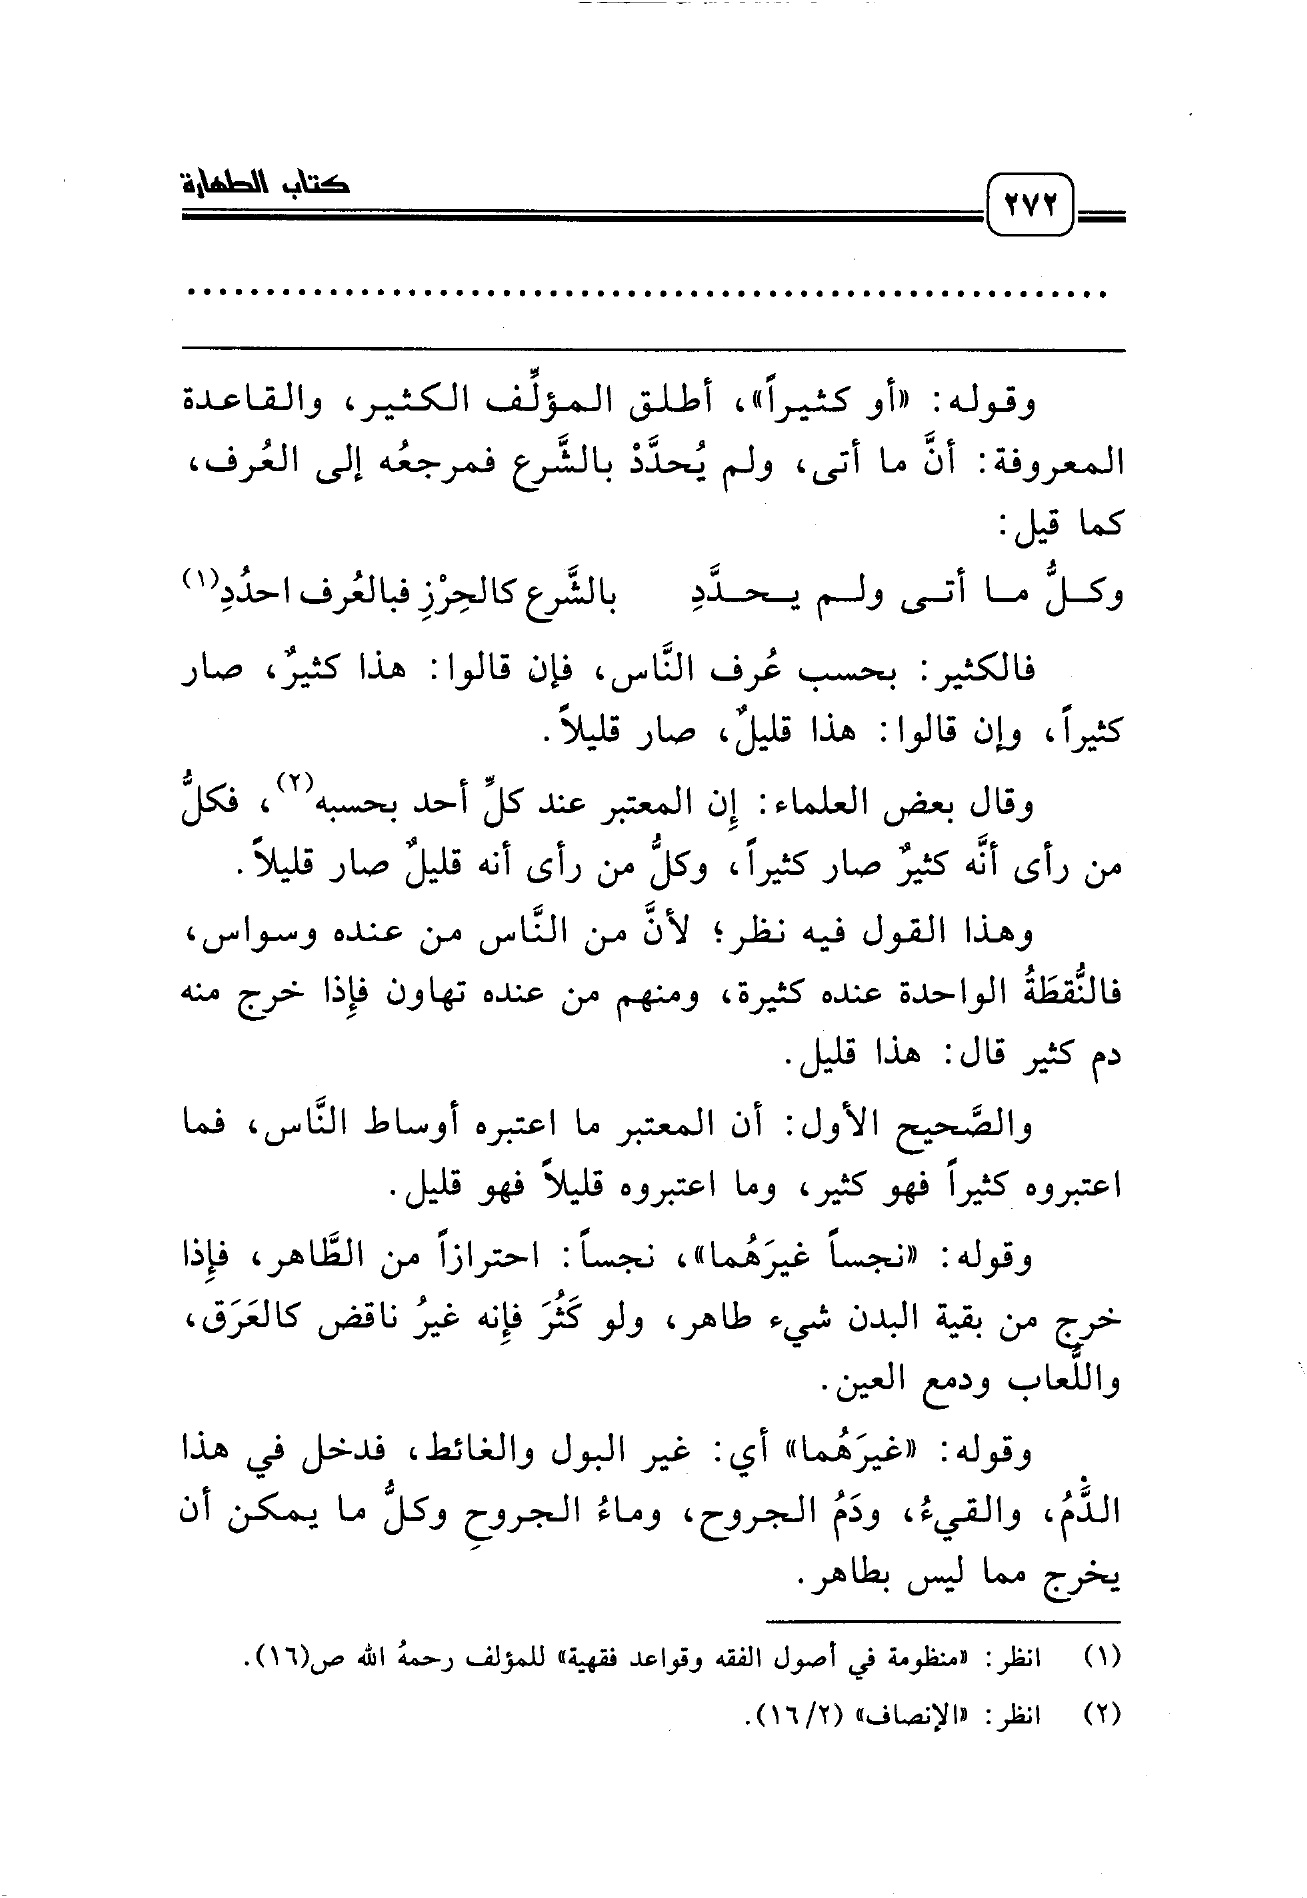 كتاب الطهارة
٢٧٢
وقوله: «أو كثيراً»، أطلق المؤلِّف الكثير، والقاعدة
المعروفة: أنَّ ما أتى، ولم يُحدَّدْ بالشَّرع فمرجعُه إلى العُرف،
كما قيل:
وكلُّ ما أتى ولم يحدَّدِ بالشَّرع كالحِرْزِ فبالعُرف احدُدِ(١)
فالكثير: بحسب عُرف النَّاس، فإن قالوا: هذا كثيرٌ، صار
كثيراً، وإن قالوا: هذا قليلٌ، صار قليلاً.
وقال بعض العلماء: إِن المعتبر عند كلِّ أحد بحسبه(٢)، فكلُّ
من رأى أنَّه كثيرٌ صار كثيراً، وكلُّ من رأى أنه قليلٌ صار قليلاً.
وهذا القول فيه نظر؛ لأنَّ من النَّاس من عنده وسواس،
فالنُّقطَةُ الواحدة عنده كثيرة، ومنهم من عنده تهاون فإِذا خرج منه
دم كثير قال: هذا قليل.
والصَّحيح الأول: أن المعتبر ما اعتبره أوساط النَّاس، فما
اعتبروه كثيراً فهو كثير، وما اعتبروه قليلاً فهو قليل.
وقوله: «نجساً غيرَهُما»، نجساً: احترازاً من الطَّاهر، فإِذا
خرج من بقية البدن شيء طاهر، ولو كَثُرَ فإِنه غيرُ ناقض كالعَرَق،
واللُّعاب ودمع العين.
وقوله: «غيرَهُما» أي: غير البول والغائط، فدخل في هذا
الدَّمُ، والقيءُ، ودَمُ الجروح، وماءُ الجروحِ وكلُّ ما يمكن أن
يخرج مما ليس بطاهر.
(١) انظر: «منظومة في أصول الفقه وقواعد فقهية» للمؤلف رحمهُ الله ص(١٦).
(٢) انظر: «الإنصاف» (١٦/٢).